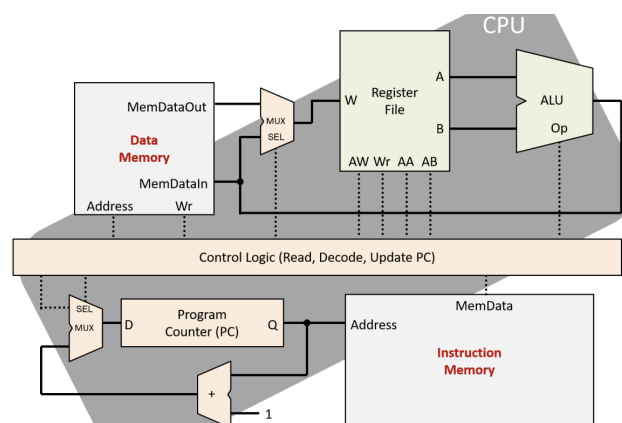 CPU
MemDataOut
Data
Memory
MemDataIn
Address
Wr
MUX
SEL
W
Register
File
A
B
AW
Wr
AA
AB
ALU
Op
Control Logic (Read, Decode, Update PC)
SEL
MUX
D
Program
Counter (PC)
Q
+
1
MemData
Address
Instruction
Memory